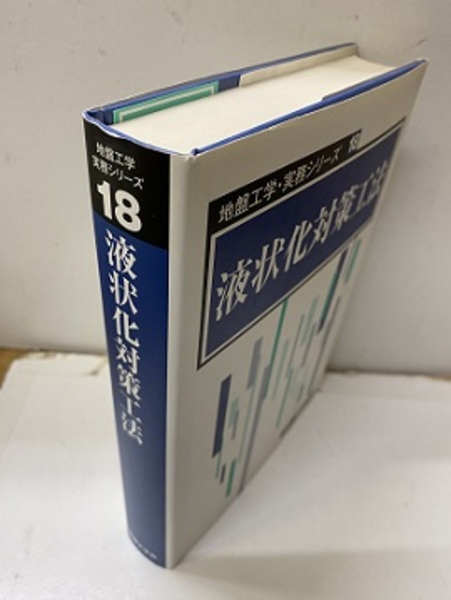 地盤工学
実務シリーズ
18
液状化対策工法
地盤工学・実務シリーズ 18
液状化対策工法